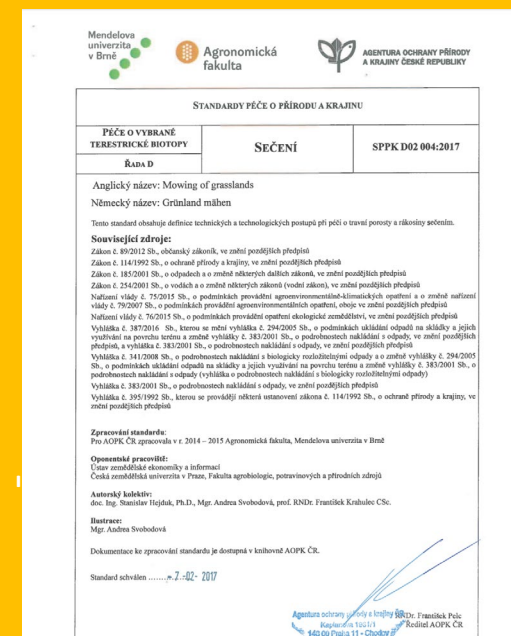 Mendelova
univerzita
v Brně
Agronomická
fakulta
AGENTURA OCHRANY PŘÍRODY
A KRAJINY ČESKÉ REPUBLIKY
STANDARDY PÉČE O PŘÍRODU A KRAJINU
PÉČE O VYBRANÉ
TERESTRICKÉ BIOTOPY
ŘADA D
SEČENÍ
SPPK D02 004:2017
Anglický název: Mowing of grasslands
Německý název: Grünland mähen
Tento standard obsahuje definice technických a technologických postupů při péči o travní porosty a rákosiny sečením.
Související zdroje:
Zákon č. 89/2012 Sb., občanský zákoník, ve znění pozdějších předpisů
Zákon č. 114/1992 Sb., o ochraně přírody a krajiny, ve znění pozdějších předpisů
Zákon č. 185/2001 Sb., o odpadech a o změně některých dalších zákonů, ve znění pozdějších předpisů
Zákon č. 254/2001 Sb., o vodách a o změně některých zákonů (vodní zákon), ve znění pozdějších předpisů
Nařízení vlády č. 75/2015 Sb., o podmínkách provádění agroenvironmentálně-klimatických opatření a o změně nařízení
vlády č. 79/2007 Sb., o podmínkách provádění agroenvironmentálních opatření, oboje ve znění pozdějších předpisů
Nařízení vlády č. 76/2015 Sb., o podmínkách provádění opatření ekologické zemědělství, ve znění pozdějších předpisů
Vyhláška č. 387/2016 Sb., kterou se mění vyhláška č. 294/2005 Sb., o podmínkách ukládání odpadů na skládky a jejich
využívání na povrchu terénu a změně vyhlášky č. 383/2001 Sb., o podrobnostech nakládání s odpady, ve znění pozdějších
předpisů, a vyhláška č. 383/2001 Sb., o podrobnostech nakládání s odpady, ve znění pozdějších předpisů
Vyhláška č. 341/2008 Sb., o podrobnostech nakládání s biologicky rozložitelnými odpady a o změně vyhlášky č. 294/2005
Sb., o podmínkách ukládání odpadů na skládky a jejich využívání na povrchu terénu a změně vyhlášky č. 383/2001 Sb., o
podrobnostech nakládání s odpady (vyhláška o podrobnostech nakládání s biologicky rozložitelnými odpady)
Vyhláška č. 383/2001 Sb., o podrobnostech nakládání s odpady, ve znění pozdějších předpisů
Vyhláška č. 395/1992 Sb., kterou se provádějí některá ustanovení zákona č. 114/1992 Sb., o ochraně přírody a krajiny, ve
znění pozdějších předpisů
Zpracování standardu:
Pro AOPK ČR zpracovala v r. 2014 – 2015 Agronomická fakulta, Mendelova univerzita v Brně
Oponentské pracoviště:
Ústav zemědělské ekonomiky a informací
Česká zemědělská univerzita v Praze, Fakulta agrobiologie, potravinových a přírodních zdrojů
Autorský kolektiv:
doc. Ing. Stanislav Hejduk, Ph.D., Mgr. Andrea Svobodová, prof. RNDr. František Krahulec CSc.
Ilustrace:
Mgr. Andrea Svobodová
Dokumentace ke zpracování standardu je dostupná v knihovně AOPK ČR.
Standard schválen ........ 7 -02- 2017
Agentura ochrany přírody a krajiny RNDr. František Pelc
Kaplanova 1931/1 Ředitel AOPK ČR
148 00 Praha 11 - Chodov